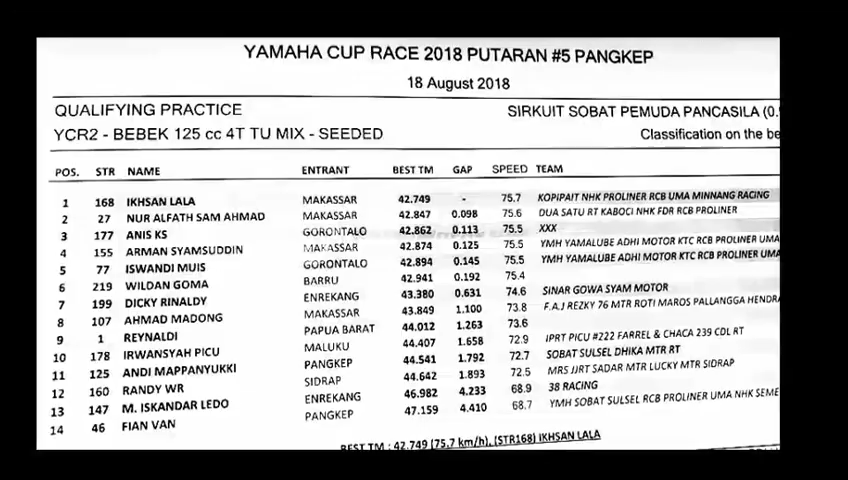 YAMAHA CUP RACE 2018 PUTARAN #5 PANGKEP
18 August 2018
QUALIFYING PRACTICE SIRKUIT SOBAT PEMUDA PANCASILA (0.
YCR2 - BEBEK 125 cc 4T TU MIX - SEEDED Classification on the be
POS. STR NAME ENTRANT BEST TM GAP SPEED TEAM
1 168 IKHSAN LALA MAKASSAR 42.749 - 75.7 KOPIPAIT NHK PROLINER RCB UMA MINNANG RACING
2 27 NUR ALFATH SAM AHMAD MAKASSAR 42.847 0.098 75.6 DUA SATU RT KABOCI NHK FDR RCB PROLINER
3 177 ANIS KS GORONTALO 42.862 0.113 75.5 XXX
4 155 ARMAN SYAMSUDDIN MAKASSAR 42.874 0.125 75.5 YMH YAMALUBE ADHI MOTOR KTC RCB PROLINER UMA
5 77 ISWANDI MUIS GORONTALO 42.894 0.145 75.5 YMH YAMALUBE ADHI MOTOR KTC RCB PROLINER UMA
6 219 WILDAN GOMA BARRU 42.941 0.192 75.4
7 199 DICKY RINALDY ENREKANG 43.380 0.631 74.6 SINAR GOWA SYAM MOTOR
8 107 AHMAD MADONG MAKASSAR 43.849 1.100 73.8 F.A.J REZKY 76 MTR ROTI MAROS PALLANGGA HENDRA
9 1 REYNALDI PAPUA BARAT 44.012 1.263 73.6
10 178 IRWANSYAH PICU MALUKU 44.407 1.658 72.9 IPRT PICU #222 FARREL & CHACA 239 CDL RT
11 125 ANDI MAPPANYUKKI PANGKEP 44.541 1.792 72.7 SOBAT SULSEL DHIKA MTR RT
12 160 RANDY WR SIDRAP 44.642 1.893 72.5 MRS JJRT SADAR MTR LUCKY MTR SIDRAP
13 147 M. ISKANDAR LEDO ENREKANG 46.982 4.233 68.9 38 RACING
14 46 FIAN VAN PANGKEP 47.159 4.410 68.7 YMH SOBAT SULSEL RCB PROLINER UMA NHK SEME
BEST TM : 42.749 (75.7 km/h), (STR168) IKHSAN LALA